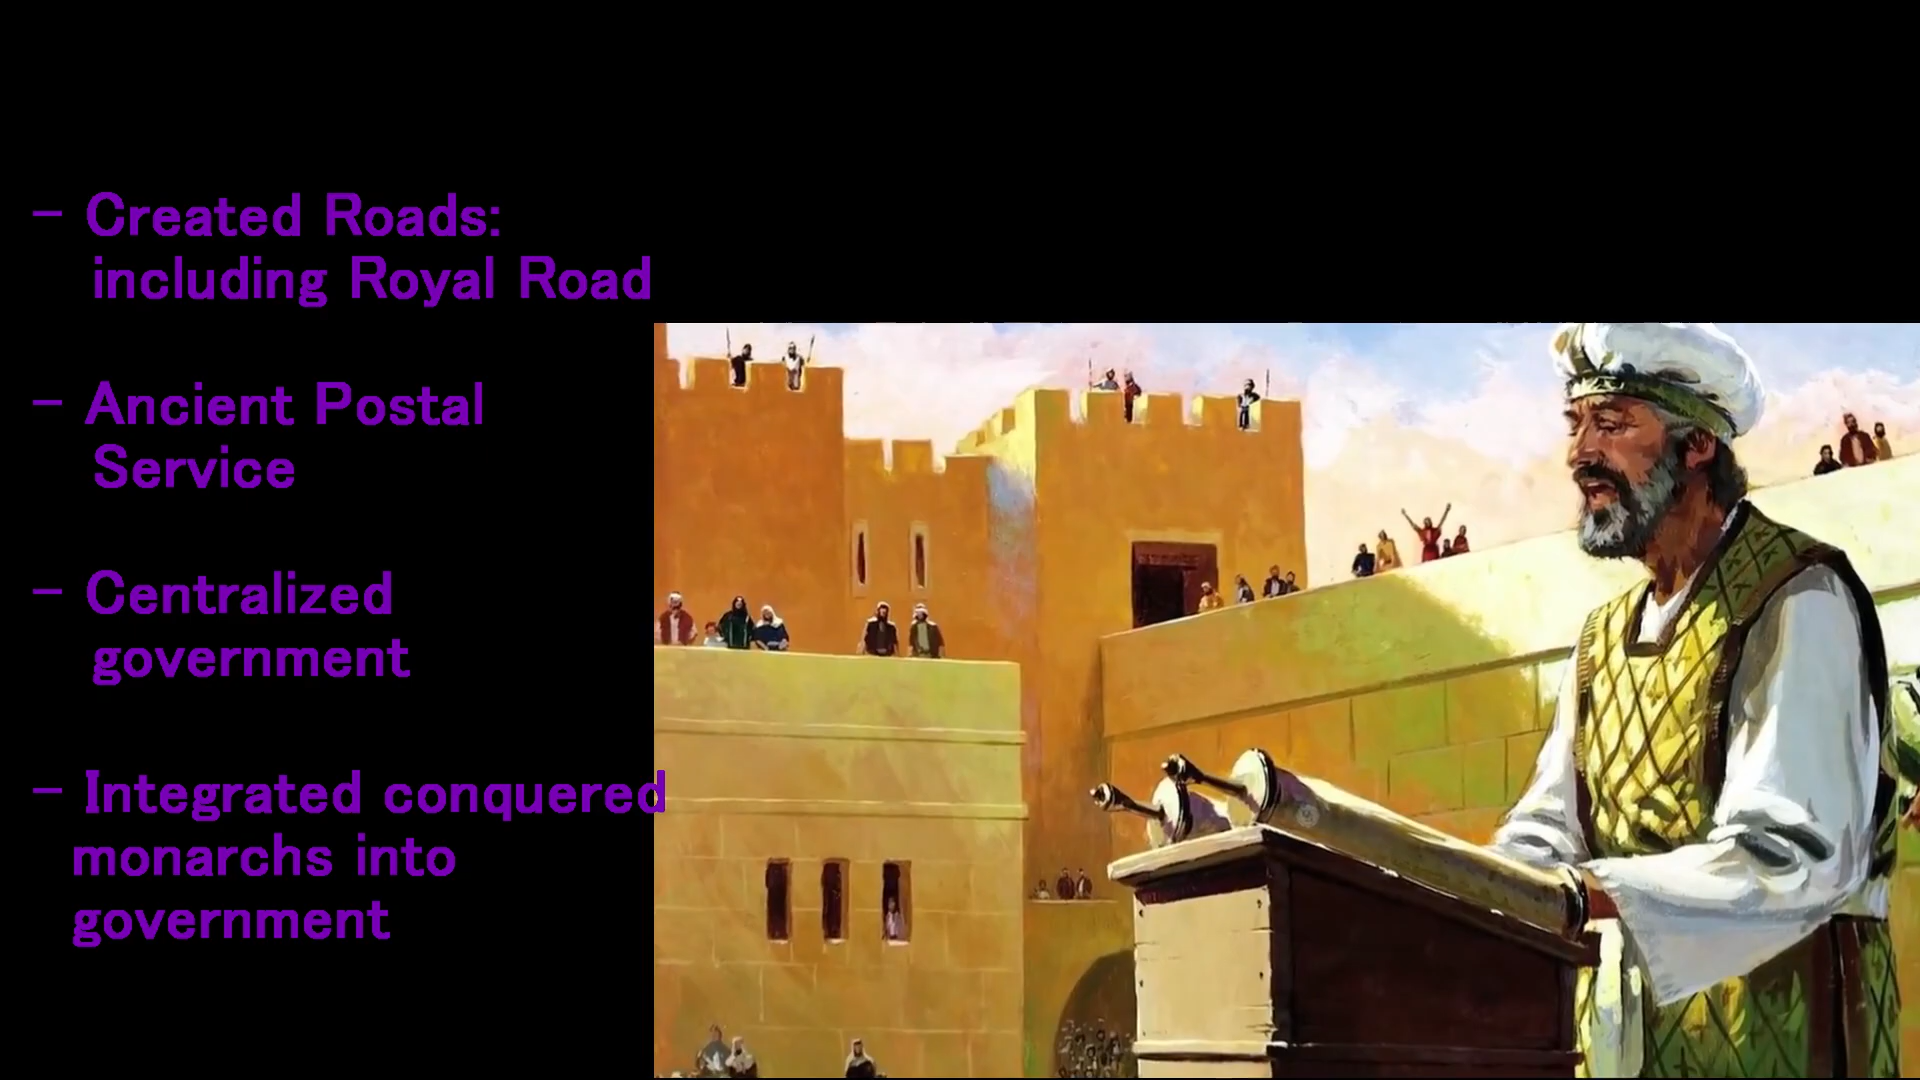 - Created Roads:
including Royal Road
- Ancient Postal
Service
- Centralized
government
- Integrated conquered
monarchs into
government